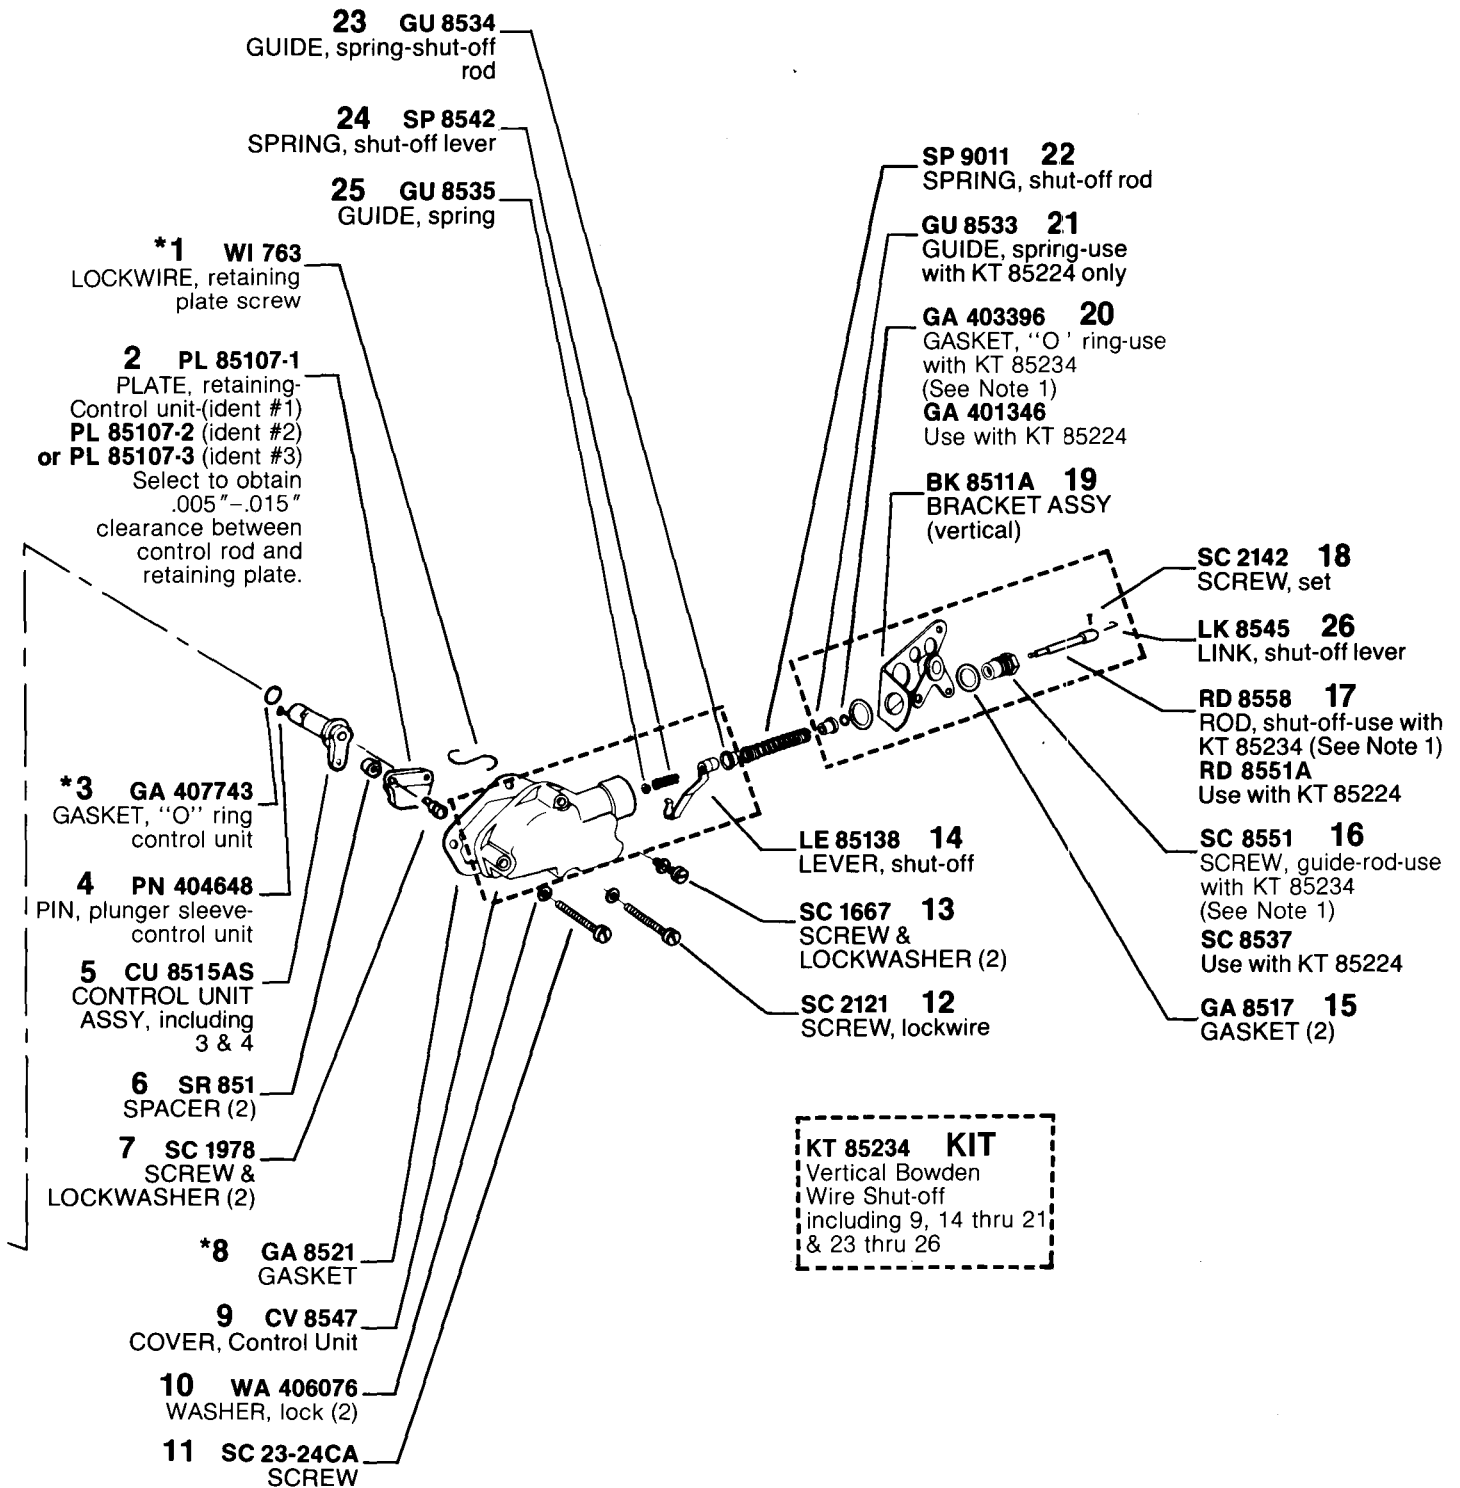 23 GU 8534
GUIDE, spring-shut-off
rod
24 SP 8542
SPRING, shut-off lever
25 GU 8535
GUIDE, spring
*1 WI 763
LOCKWIRE, retaining
plate screw
2 PL 85107-1
PLATE, retaining-
Control unit-(ident #1)
PL 85107-2 (ident #2)
or PL 85107-3 (ident #3)
Select to obtain
.005"–.015"
clearance between
control rod and
retaining plate.
*3 GA 407743
GASKET, "O" ring
control unit
4 PN 404648
PIN, plunger sleeve-
control unit
5 CU 8515AS
CONTROL UNIT
ASSY, including
3 & 4
6 SR 851
SPACER (2)
7 SC 1978
SCREW &
LOCKWASHER (2)
*8 GA 8521
GASKET
9 CV 8547
COVER, Control Unit
10 WA 406076
WASHER, lock (2)
11 SC 23-24CA
SCREW
SP 9011 22
SPRING, shut-off rod
GU 8533 21
GUIDE, spring-use
with KT 85224 only
GA 403396 20
GASKET, "O ' ring-use
with KT 85234
(See Note 1)
GA 401346
Use with KT 85224
BK 8511A 19
BRACKET ASSY
(vertical)
SC 2142 18
SCREW, set
LK 8545 26
LINK, shut-off lever
RD 8558 17
ROD, shut-off-use with
KT 85234 (See Note 1)
RD 8551A
Use with KT 85224
SC 8551 16
SCREW, guide-rod-use
with KT 85234
(See Note 1)
SC 8537
Use with KT 85224
GA 8517 15
GASKET (2)
LE 85138 14
LEVER, shut-off
SC 1667 13
SCREW &
LOCKWASHER (2)
SC 2121 12
SCREW, lockwire
KT 85234 KIT
Vertical Bowden
Wire Shut-off
including 9, 14 thru 21
& 23 thru 26